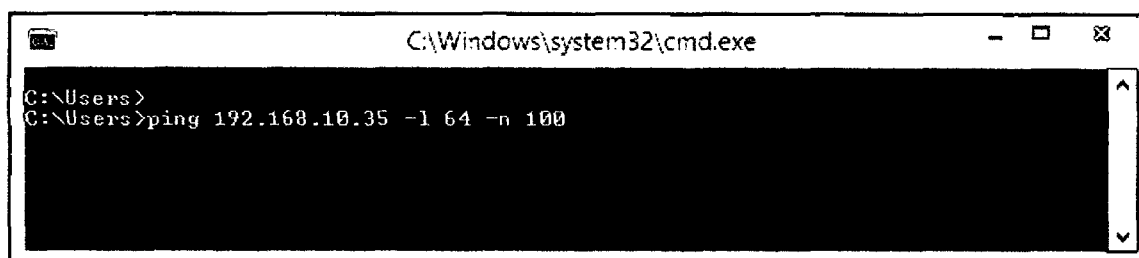 C:\Windows\system32\cmd.exe
C:\Users>
C:\Users>ping 192.168.10.35 -l 64 -n 100